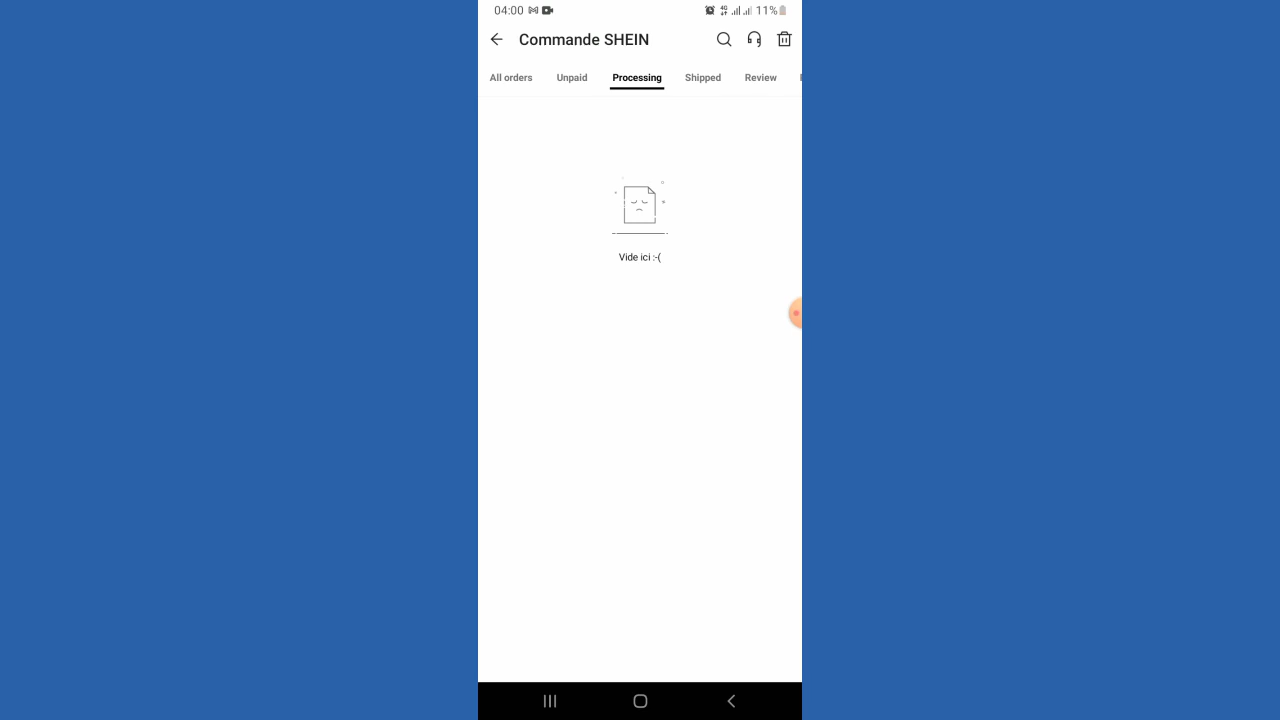 04:00 11%
Commande SHEIN
All orders Unpaid Processing Shipped Review
Vide ici :-(